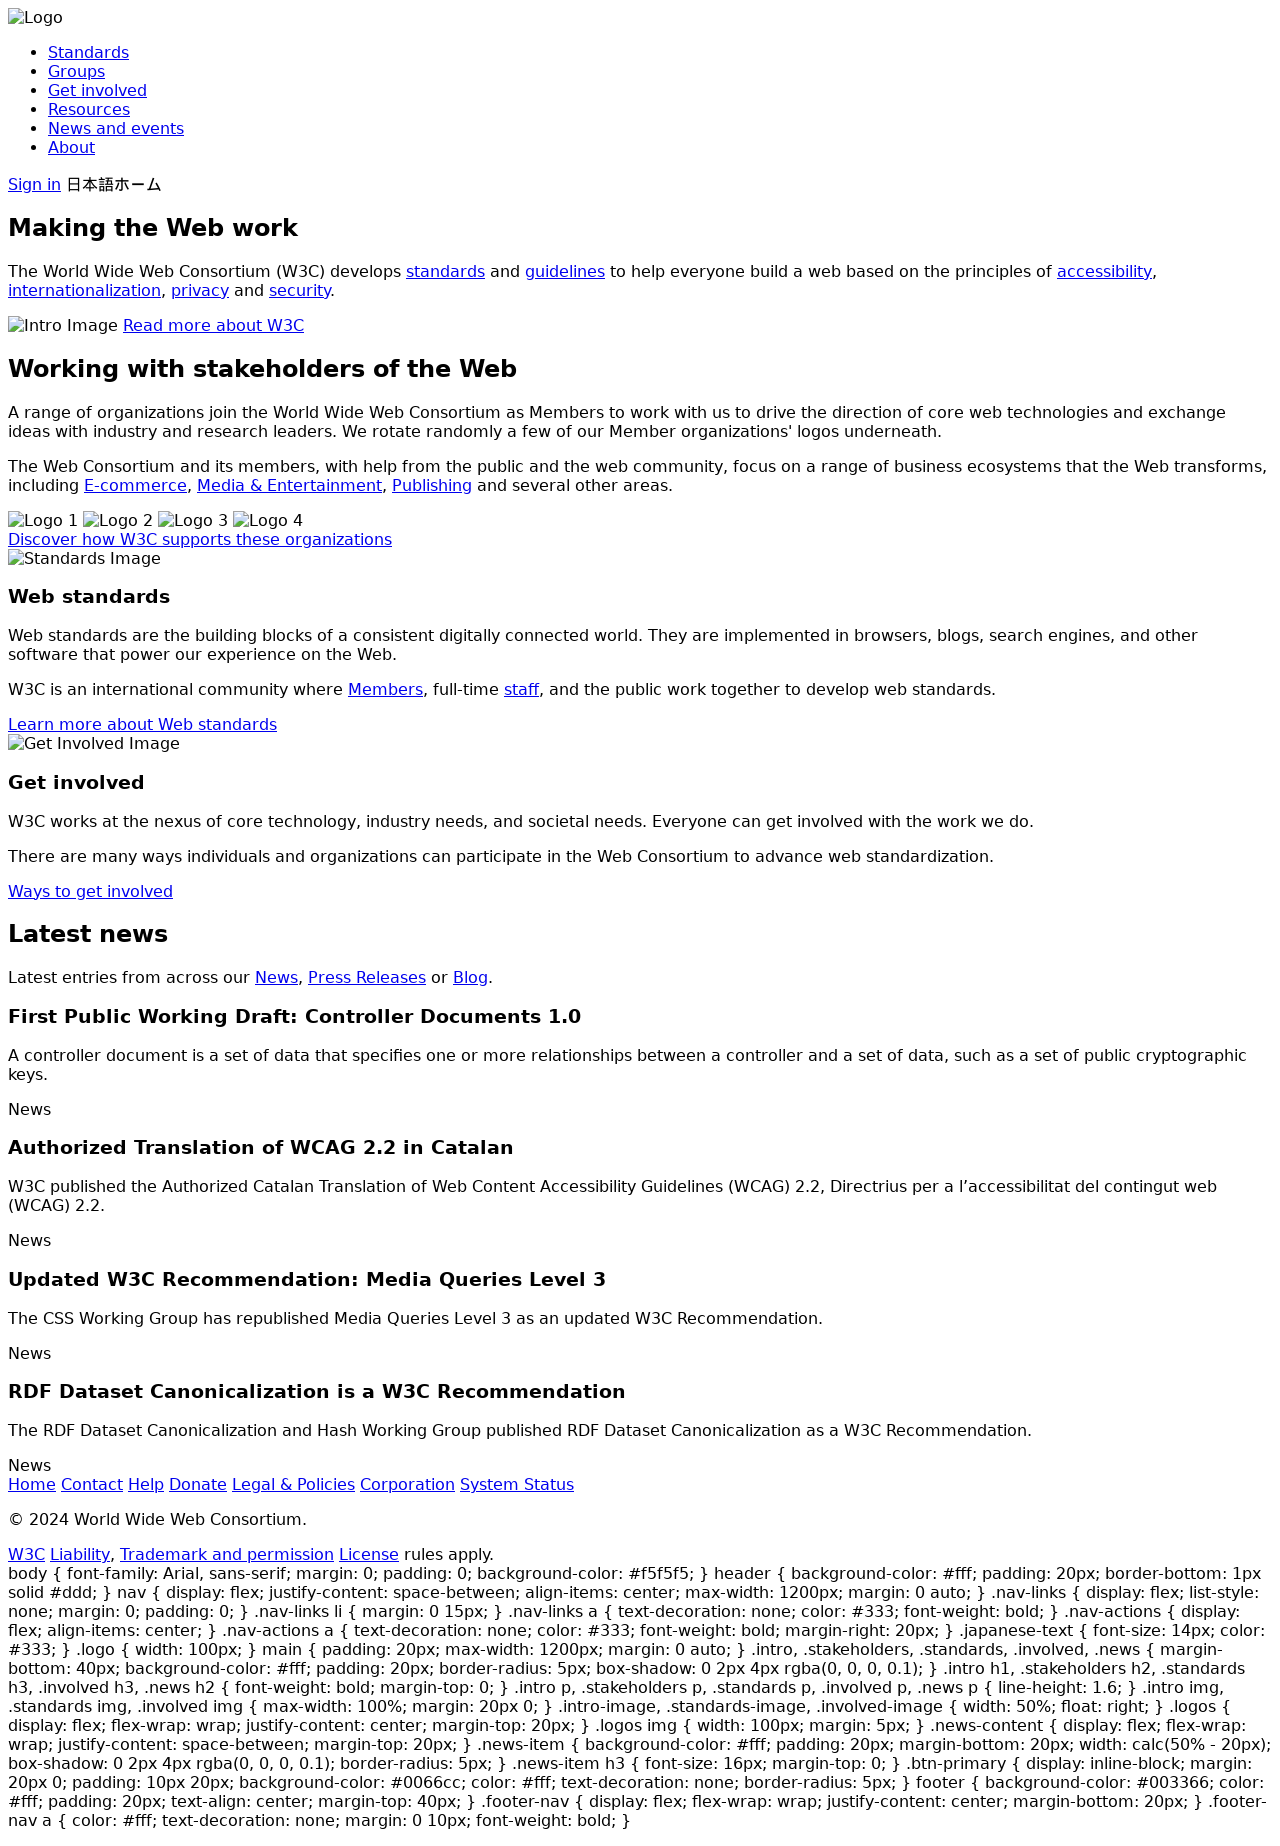 Logo
Standards
Groups
Get involved
Resources
News and events
About
Sign in 日本語ホーム
Making the Web work
The World Wide Web Consortium (W3C) develops standards and guidelines to help everyone build a web based on the principles of accessibility,
internationalization, privacy and security.
Intro Image Read more about W3C
Working with stakeholders of the Web
A range of organizations join the World Wide Web Consortium as Members to work with us to drive the direction of core web technologies and exchange
ideas with industry and research leaders. We rotate randomly a few of our Member organizations' logos underneath.
The Web Consortium and its members, with help from the public and the web community, focus on a range of business ecosystems that the Web transforms,
including E-commerce, Media & Entertainment, Publishing and several other areas.
Logo 1 Logo 2 Logo 3 Logo 4
Discover how W3C supports these organizations
Standards Image
Web standards
Web standards are the building blocks of a consistent digitally connected world. They are implemented in browsers, blogs, search engines, and other
software that power our experience on the Web.
W3C is an international community where Members, full-time staff, and the public work together to develop web standards.
Learn more about Web standards
Get Involved Image
Get involved
W3C works at the nexus of core technology, industry needs, and societal needs. Everyone can get involved with the work we do.
There are many ways individuals and organizations can participate in the Web Consortium to advance web standardization.
Ways to get involved
Latest news
Latest entries from across our News, Press Releases or Blog.
First Public Working Draft: Controller Documents 1.0
A controller document is a set of data that specifies one or more relationships between a controller and a set of data, such as a set of public cryptographic
keys.
News
Authorized Translation of WCAG 2.2 in Catalan
W3C published the Authorized Catalan Translation of Web Content Accessibility Guidelines (WCAG) 2.2, Directrius per a l’accessibilitat del contingut web
(WCAG) 2.2.
News
Updated W3C Recommendation: Media Queries Level 3
The CSS Working Group has republished Media Queries Level 3 as an updated W3C Recommendation.
News
RDF Dataset Canonicalization is a W3C Recommendation
The RDF Dataset Canonicalization and Hash Working Group published RDF Dataset Canonicalization as a W3C Recommendation.
News
Home Contact Help Donate Legal & Policies Corporation System Status
© 2024 World Wide Web Consortium.
W3C Liability, Trademark and permission License rules apply.
body { font-family: Arial, sans-serif; margin: 0; padding: 0; background-color: #f5f5f5; } header { background-color: #fff; padding: 20px; border-bottom: 1px
solid #ddd; } nav { display: flex; justify-content: space-between; align-items: center; max-width: 1200px; margin: 0 auto; } .nav-links { display: flex; list-style:
none; margin: 0; padding: 0; } .nav-links li { margin: 0 15px; } .nav-links a { text-decoration: none; color: #333; font-weight: bold; } .nav-actions { display:
flex; align-items: center; } .nav-actions a { text-decoration: none; color: #333; font-weight: bold; margin-right: 20px; } .japanese-text { font-size: 14px; color:
#333; } .logo { width: 100px; } main { padding: 20px; max-width: 1200px; margin: 0 auto; } .intro, .stakeholders, .standards, .involved, .news { margin-
bottom: 40px; background-color: #fff; padding: 20px; border-radius: 5px; box-shadow: 0 2px 4px rgba(0, 0, 0, 0.1); } .intro h1, .stakeholders h2, .standards
h3, .involved h3, .news h2 { font-weight: bold; margin-top: 0; } .intro p, .stakeholders p, .standards p, .involved p, .news p { line-height: 1.6; } .intro img,
.standards img, .involved img { max-width: 100%; margin: 20px 0; } .intro-image, .standards-image, .involved-image { width: 50%; float: right; } .logos {
display: flex; flex-wrap: wrap; justify-content: center; margin-top: 20px; } .logos img { width: 100px; margin: 5px; } .news-content { display: flex; flex-wrap:
wrap; justify-content: space-between; margin-top: 20px; } .news-item { background-color: #fff; padding: 20px; margin-bottom: 20px; width: calc(50% - 20px);
box-shadow: 0 2px 4px rgba(0, 0, 0, 0.1); border-radius: 5px; } .news-item h3 { font-size: 16px; margin-top: 0; } .btn-primary { display: inline-block; margin:
20px 0; padding: 10px 20px; background-color: #0066cc; color: #fff; text-decoration: none; border-radius: 5px; } footer { background-color: #003366; color:
#fff; padding: 20px; text-align: center; margin-top: 40px; } .footer-nav { display: flex; flex-wrap: wrap; justify-content: center; margin-bottom: 20px; } .footer-
nav a { color: #fff; text-decoration: none; margin: 0 10px; font-weight: bold; }